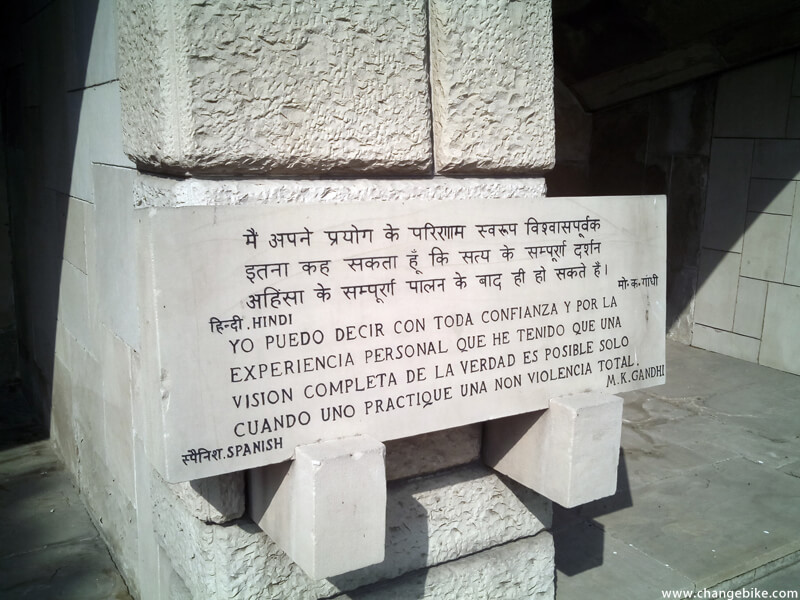 मैं अपने प्रयोग के परिणाम स्वरूप विश्वासपूर्वक
इतना कह सकता हूँ कि सत्य के सम्पूर्ण दर्शन
अहिंसा के सम्पूर्ण पालन के बाद ही हो सकते हैं।
मो॰क॰गांधी
हिन्दी.HINDI
YO PUEDO DECIR CON TODA CONFIANZA Y POR LA
EXPERIENCIA PERSONAL QUE HE TENIDO QUE UNA
VISION COMPLETA DE LA VERDAD ES POSIBLE SOLO
CUANDO UNO PRACTIQUE UNA NON VIOLENCIA TOTAL.
M.K.GANDHI
स्पैनिश.SPANISH
www.changebike.com